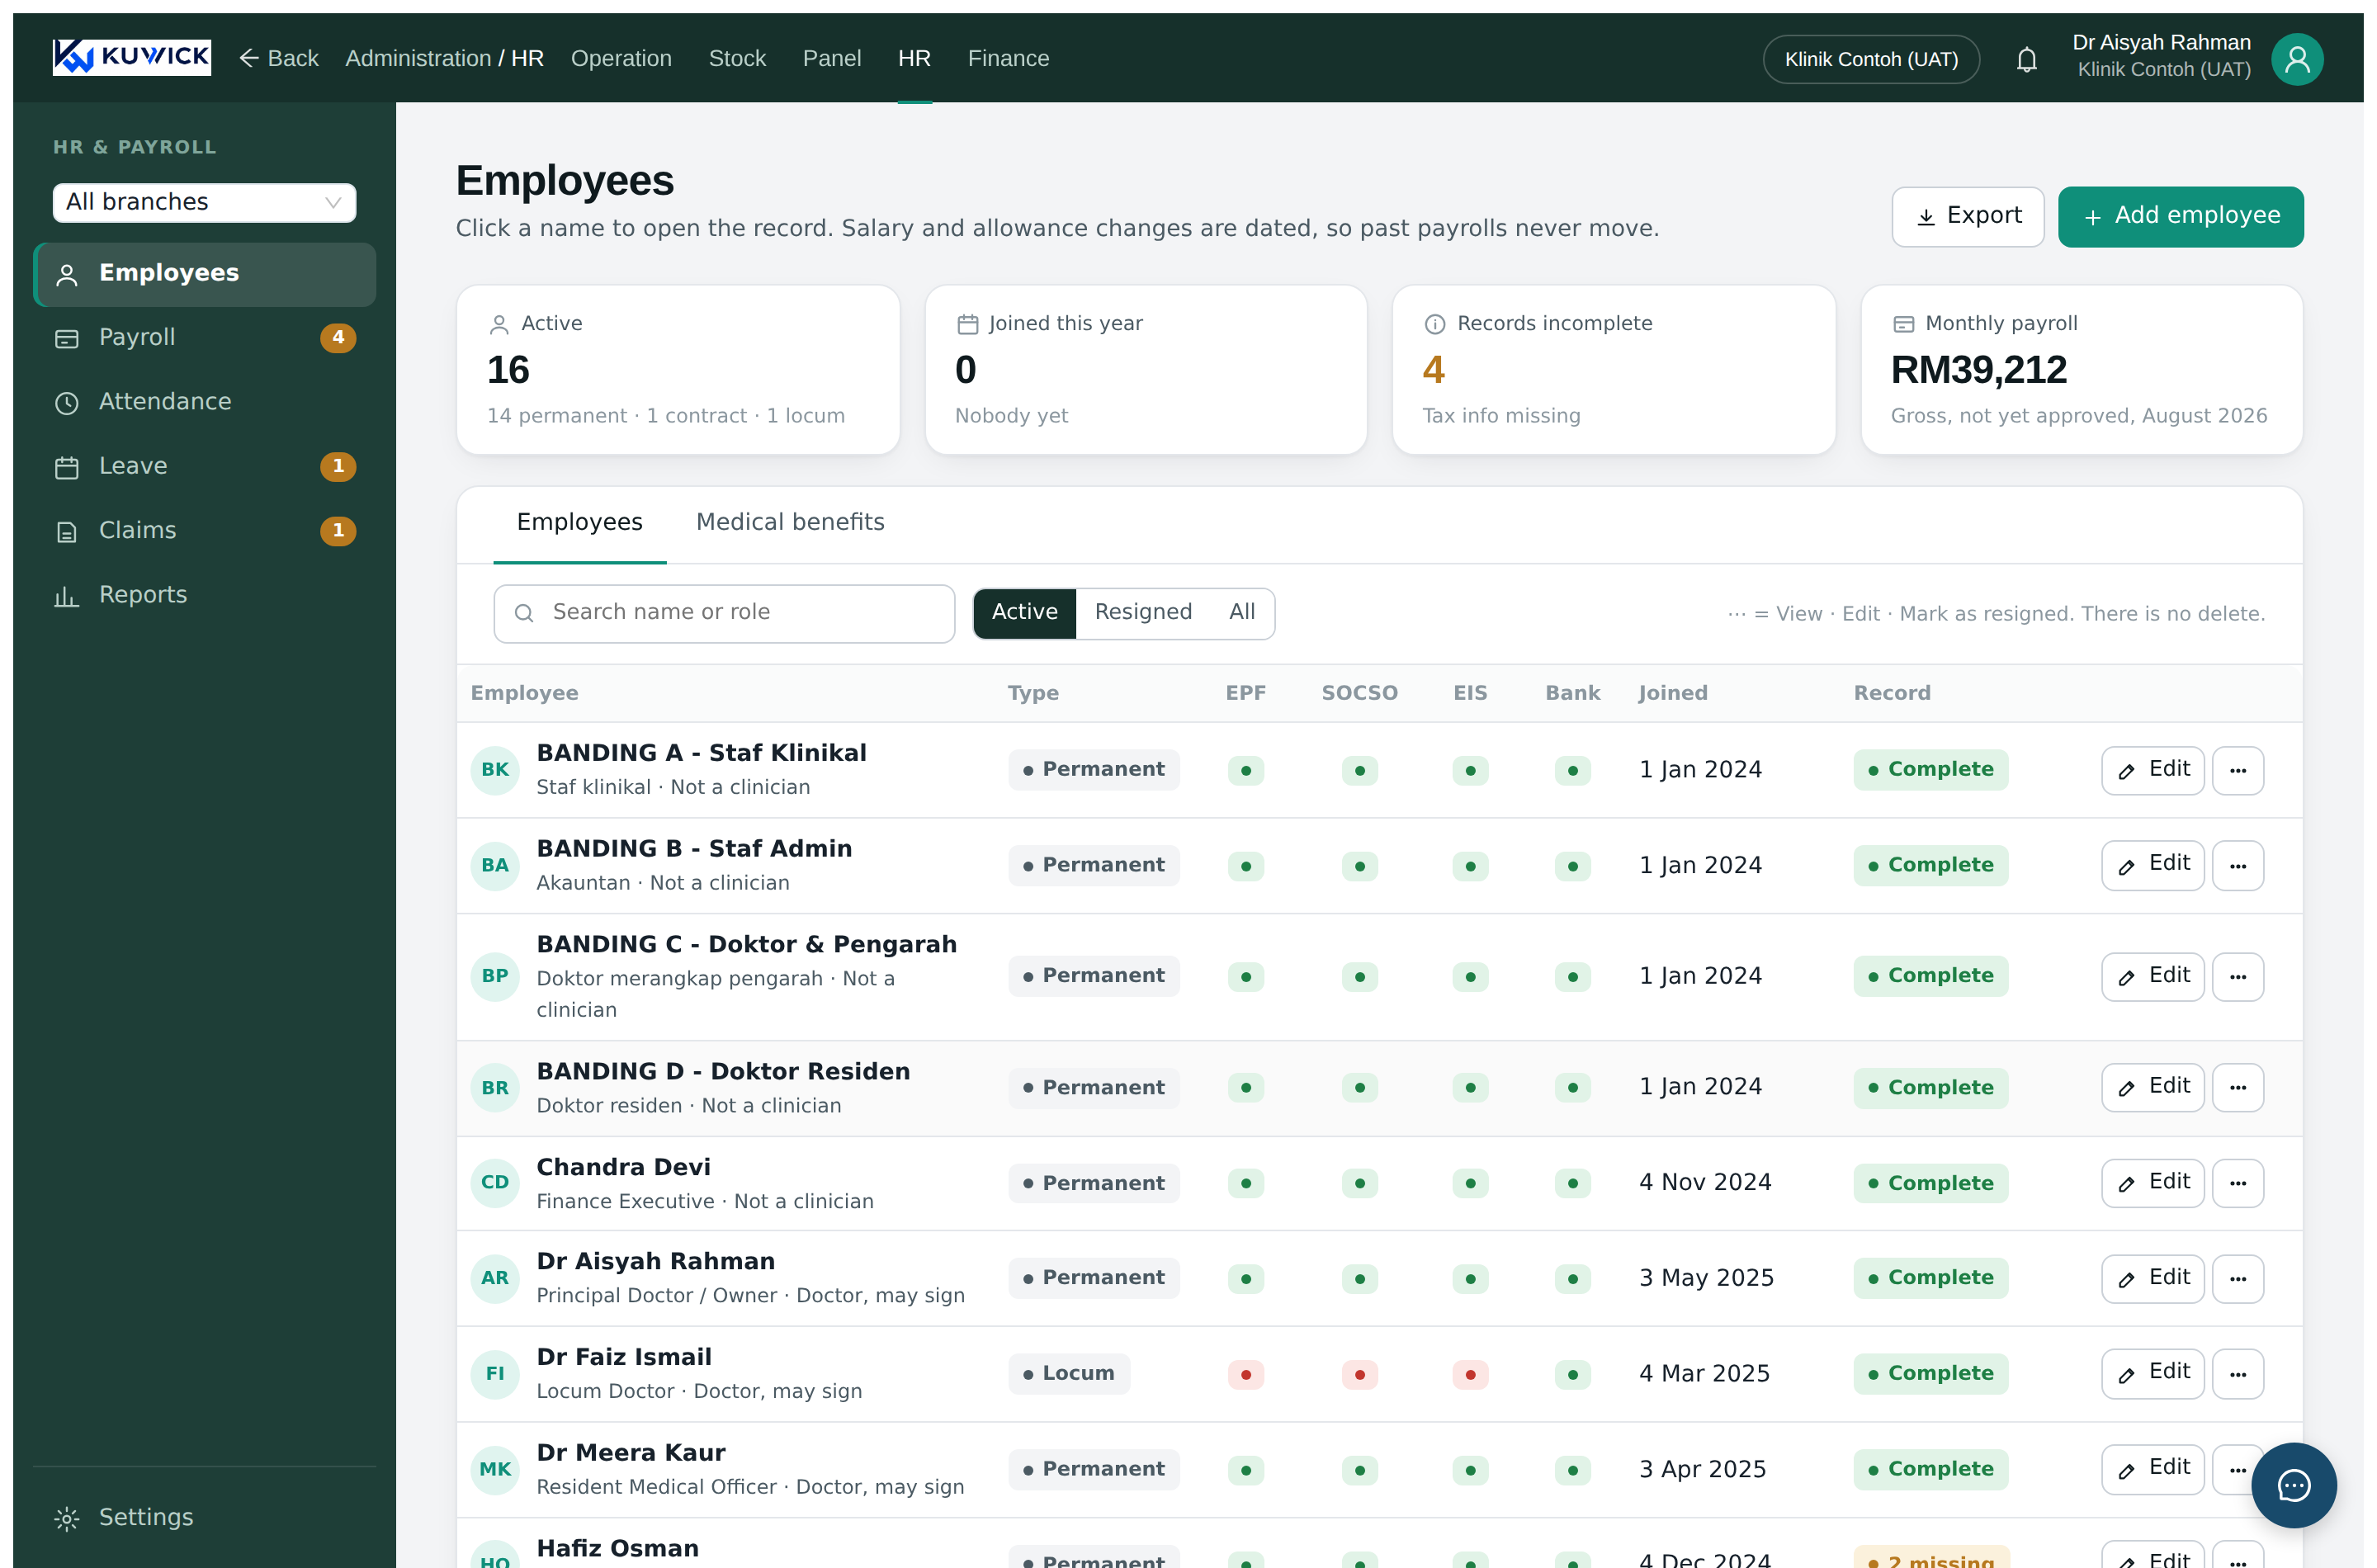 KUWICK
Back
Administration / HR
Operation
Stock
Panel
HR
Finance
Klinik Contoh (UAT)
Dr Aisyah Rahman
Klinik Contoh (UAT)
HR & PAYROLL
All branches
Employees
Payroll 4
Attendance
Leave 1
Claims 1
Reports
Settings
Employees
Click a name to open the record. Salary and allowance changes are dated, so past payrolls never move.
Export
+ Add employee
Active
16
14 permanent · 1 contract · 1 locum
Joined this year
0
Nobody yet
Records incomplete
4
Tax info missing
Monthly payroll
RM39,212
Gross, not yet approved, August 2026
Employees
Medical benefits
Search name or role
Active
Resigned
All
··· = View · Edit · Mark as resigned. There is no delete.
Employee Type EPF SOCSO EIS Bank Joined Record
BK
BANDING A - Staf Klinikal
Staf klinikal · Not a clinician
Permanent
1 Jan 2024
Complete
Edit
BA
BANDING B - Staf Admin
Akauntan · Not a clinician
Permanent
1 Jan 2024
Complete
Edit
BP
BANDING C - Doktor & Pengarah
Doktor merangkap pengarah · Not a
clinician
Permanent
1 Jan 2024
Complete
Edit
BR
BANDING D - Doktor Residen
Doktor residen · Not a clinician
Permanent
1 Jan 2024
Complete
Edit
CD
Chandra Devi
Finance Executive · Not a clinician
Permanent
4 Nov 2024
Complete
Edit
AR
Dr Aisyah Rahman
Principal Doctor / Owner · Doctor, may sign
Permanent
3 May 2025
Complete
Edit
FI
Dr Faiz Ismail
Locum Doctor · Doctor, may sign
Locum
4 Mar 2025
Complete
Edit
MK
Dr Meera Kaur
Resident Medical Officer · Doctor, may sign
Permanent
3 Apr 2025
Complete
Edit
HO
Hafiz Osman
Permanent
4 Dec 2024
2 missing
Edit